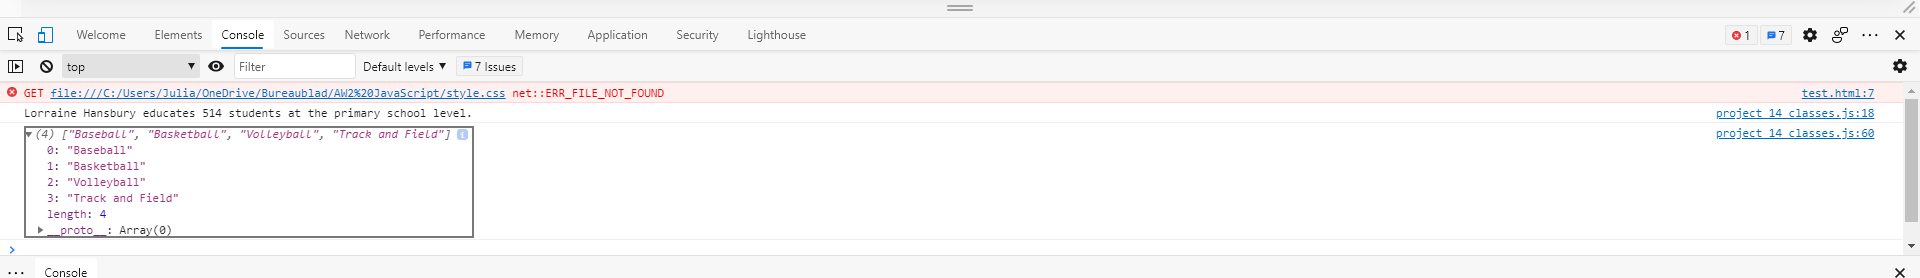 Welcome Elements Console Sources Network Performance Memory Application Security Lighthouse 1 7
top Filter Default levels 7 Issues
GET file:///C:/Users/Julia/OneDrive/Bureaublad/AW2%20JavaScript/style.css net::ERR_FILE_NOT_FOUND test.html:7
Lorraine Hansbury educates 514 students at the primary school level. project 14 classes.js:18
(4) ["Baseball", "Basketball", "Volleyball", "Track and Field"] i project 14 classes.js:60
0: "Baseball"
1: "Basketball"
2: "Volleyball"
3: "Track and Field"
length: 4
__proto__: Array(0)
Console